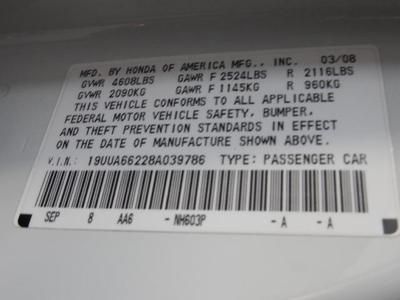 MFD. BY HONDA OF AMERICA MFG., INC. 03/08
GVWR 4608LBS GAWR F 2524LBS R 2116LBS
GVWR 2090KG GAWR F 1145KG R 960KG
THIS VEHICLE CONFORMS TO ALL APPLICABLE
FEDERAL MOTOR VEHICLE SAFETY, BUMPER,
AND THEFT PREVENTION STANDARDS IN EFFECT
ON THE DATE OF MANUFACTURE SHOWN ABOVE.
V.I.N: 19UUA66228A039786 TYPE: PASSENGER CAR
SEP 8 AA6 - NH603P -A -A